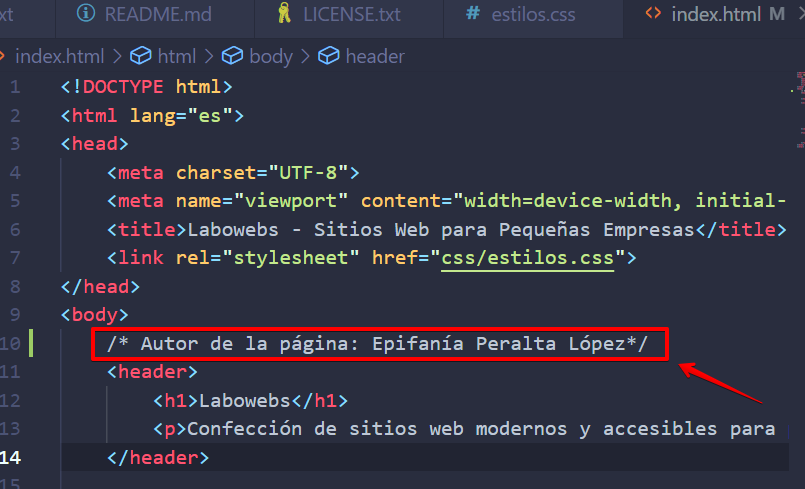 xt README.md LICENSE.txt # estilos.css <> index.html M
index.html > html > body > header
1 <!DOCTYPE html>
2 <html lang="es">
3 <head>
4 <meta charset="UTF-8">
5 <meta name="viewport" content="width=device-width, initial-
6 <title>Labowebs - Sitios Web para Pequeñas Empresas</title>
7 <link rel="stylesheet" href="css/estilos.css">
8 </head>
9 <body>
10 /* Autor de la página: Epifanía Peralta López*/
11 <header>
12 <h1>Labowebs</h1>
13 <p>Confección de sitios web modernos y accesibles para
14 </header>